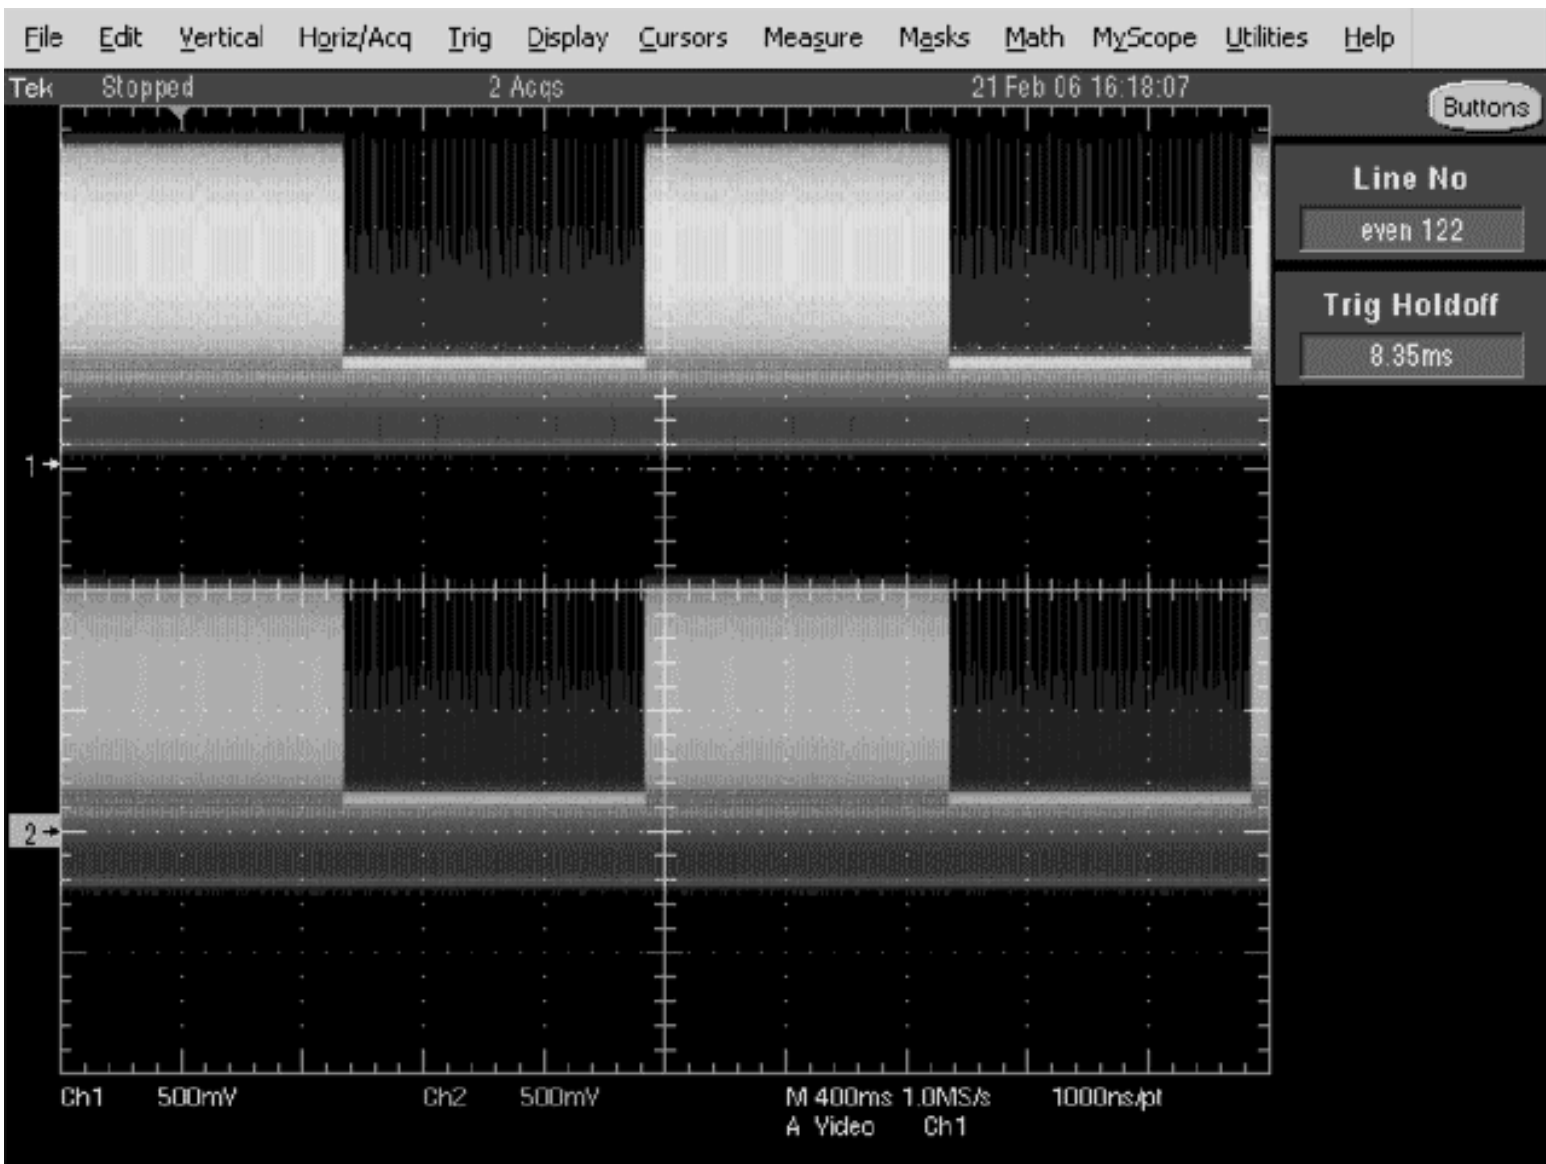 File Edit Vertical Horiz/Acq Trig Display Cursors Measure Masks Math MyScope Utilities Help
Tek Stopped 2 Acqs 21 Feb 06 16:18:07
Buttons
Line No
even 122
Trig Holdoff
8.35ms
1
2
Ch1 500mV Ch2 500mV M 400ms 1.0MS/s 1000ns/pt
A Video Ch1